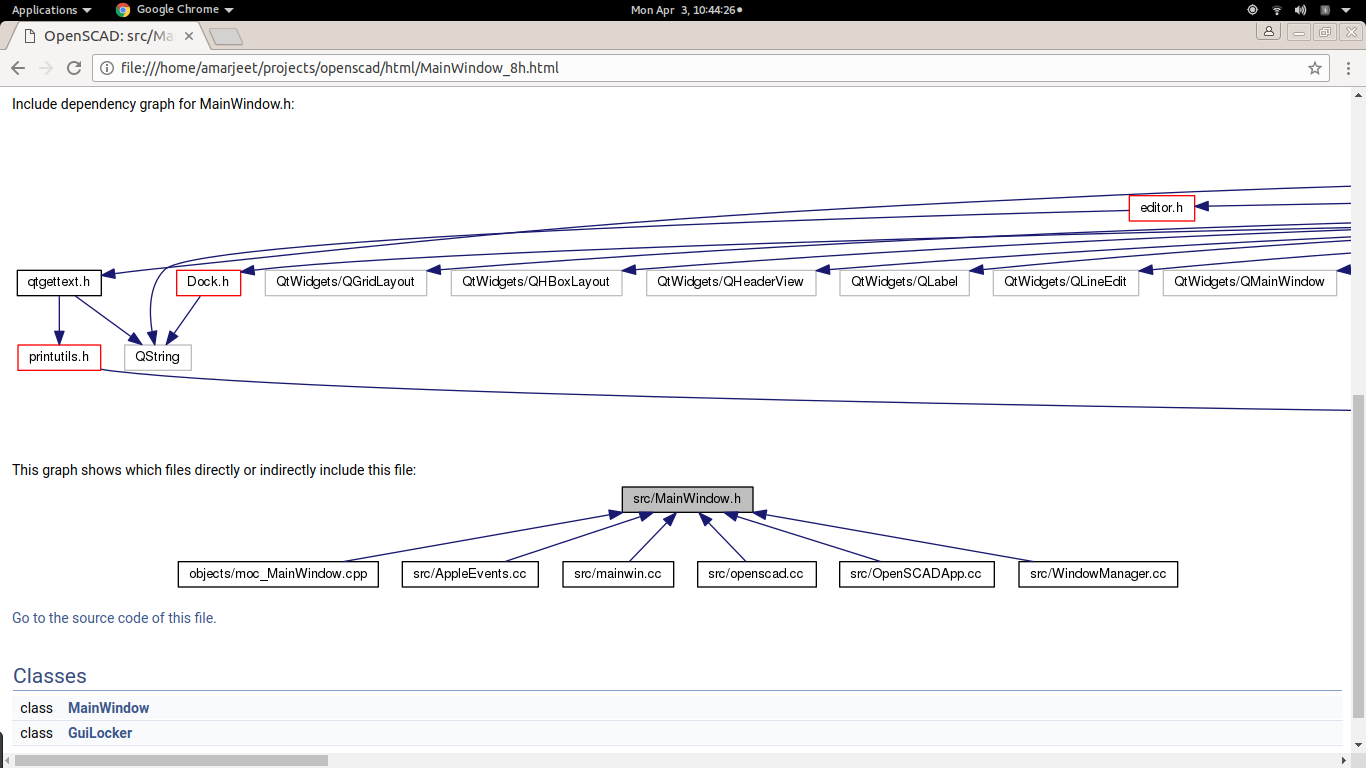 Applications Google Chrome Mon Apr 3, 10:44:26
OpenSCAD: src/Ma
file:///home/amarjeet/projects/openscad/html/MainWindow_8h.html
Include dependency graph for MainWindow.h:
editor.h
qtgettext.h Dock.h QtWidgets/QGridLayout QtWidgets/QHBoxLayout QtWidgets/QHeaderView QtWidgets/QLabel QtWidgets/QLineEdit QtWidgets/QMainWindow
printutils.h QString
This graph shows which files directly or indirectly include this file:
src/MainWindow.h
objects/moc_MainWindow.cpp src/AppleEvents.cc src/mainwin.cc src/openscad.cc src/OpenSCADApp.cc src/WindowManager.cc
Go to the source code of this file.
Classes
class MainWindow
class GuiLocker